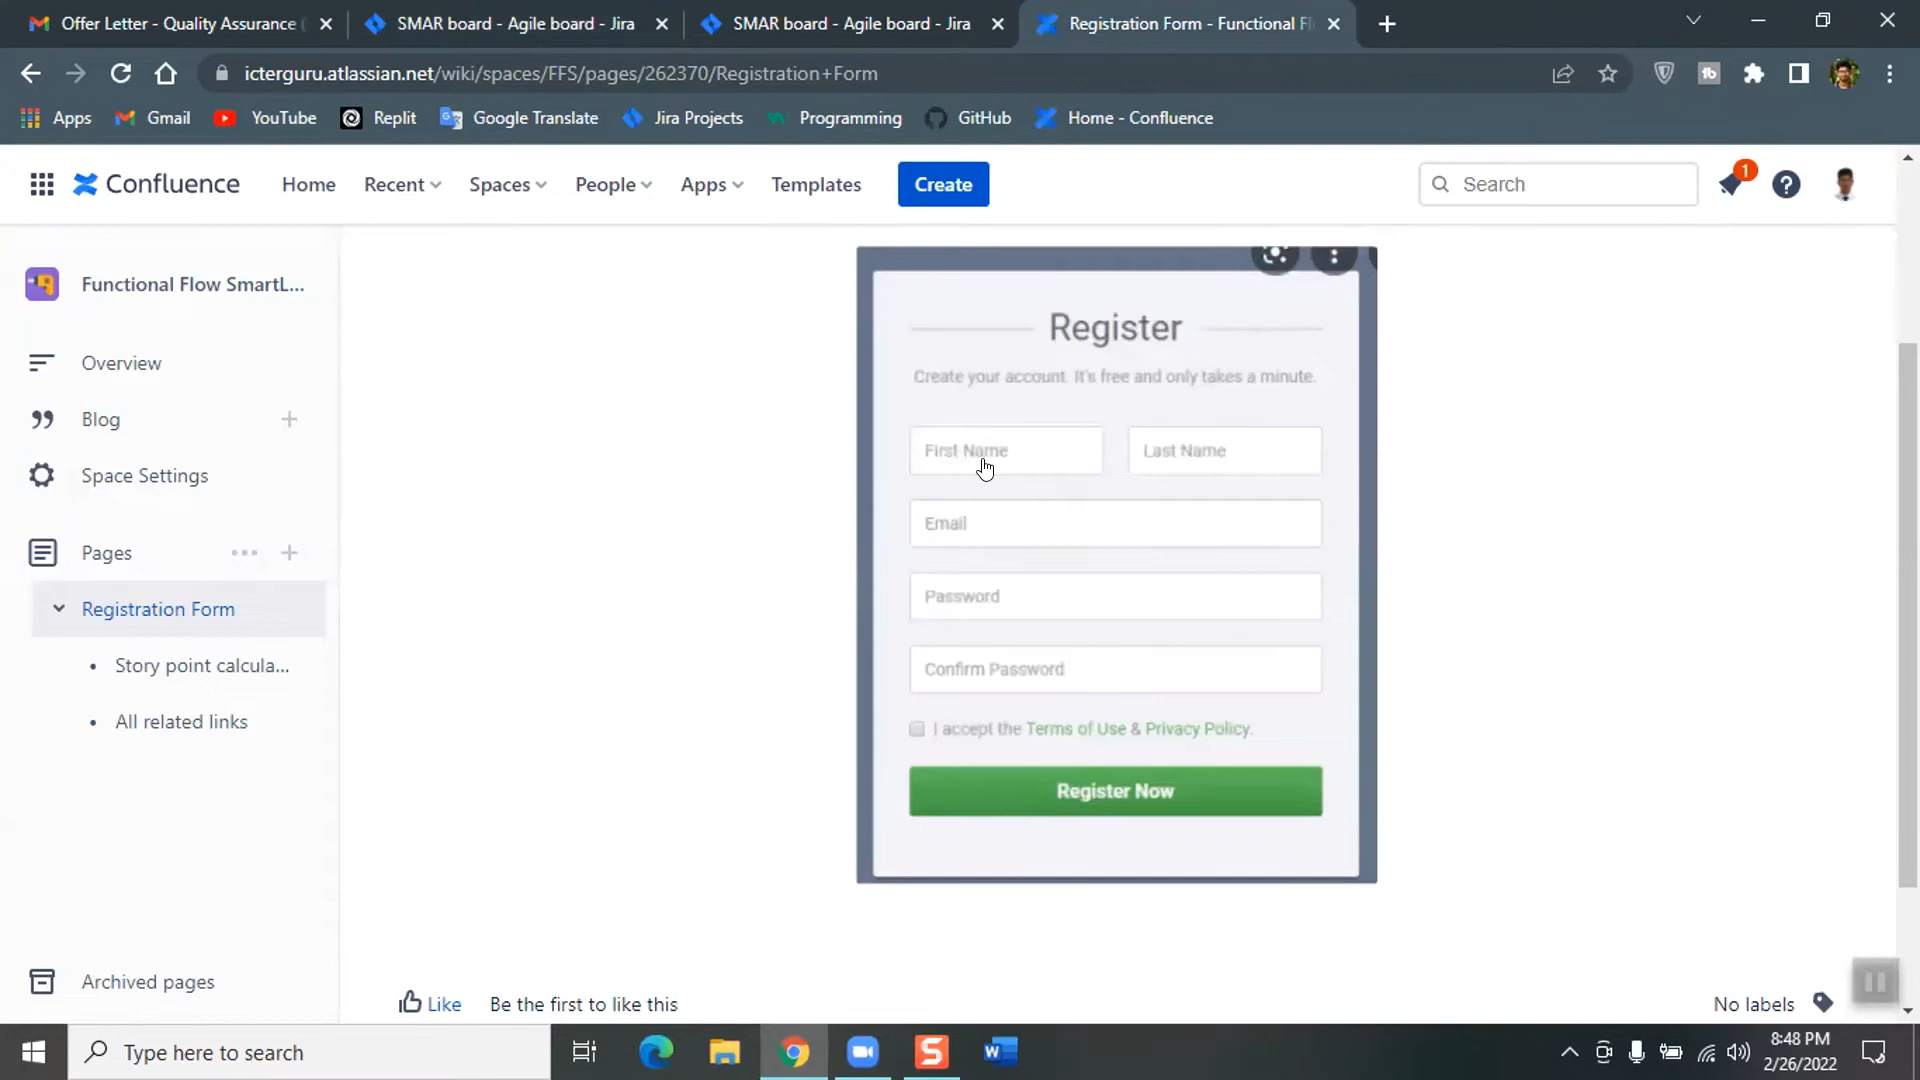 Offer Letter - Quality Assurance (
SMAR board - Agile board - Jira
SMAR board - Agile board - Jira
Registration Form - Functional Fl
icterguru.atlassian.net/wiki/spaces/FFS/pages/262370/Registration+Form
Apps
Gmail
YouTube
Replit
Google Translate
Jira Projects
Programming
GitHub
Home - Confluence
Confluence
Home
Recent
Spaces
People
Apps
Templates
Create
Search
1
Functional Flow SmartL...
Overview
Blog
Space Settings
Pages
Registration Form
Story point calcula...
All related links
Archived pages
Register
Create your account. It's free and only takes a minute.
First Name
Last Name
Email
Password
Confirm Password
I accept the Terms of Use & Privacy Policy.
Register Now
Like
Be the first to like this
No labels
Type here to search
8:48 PM
2/26/2022